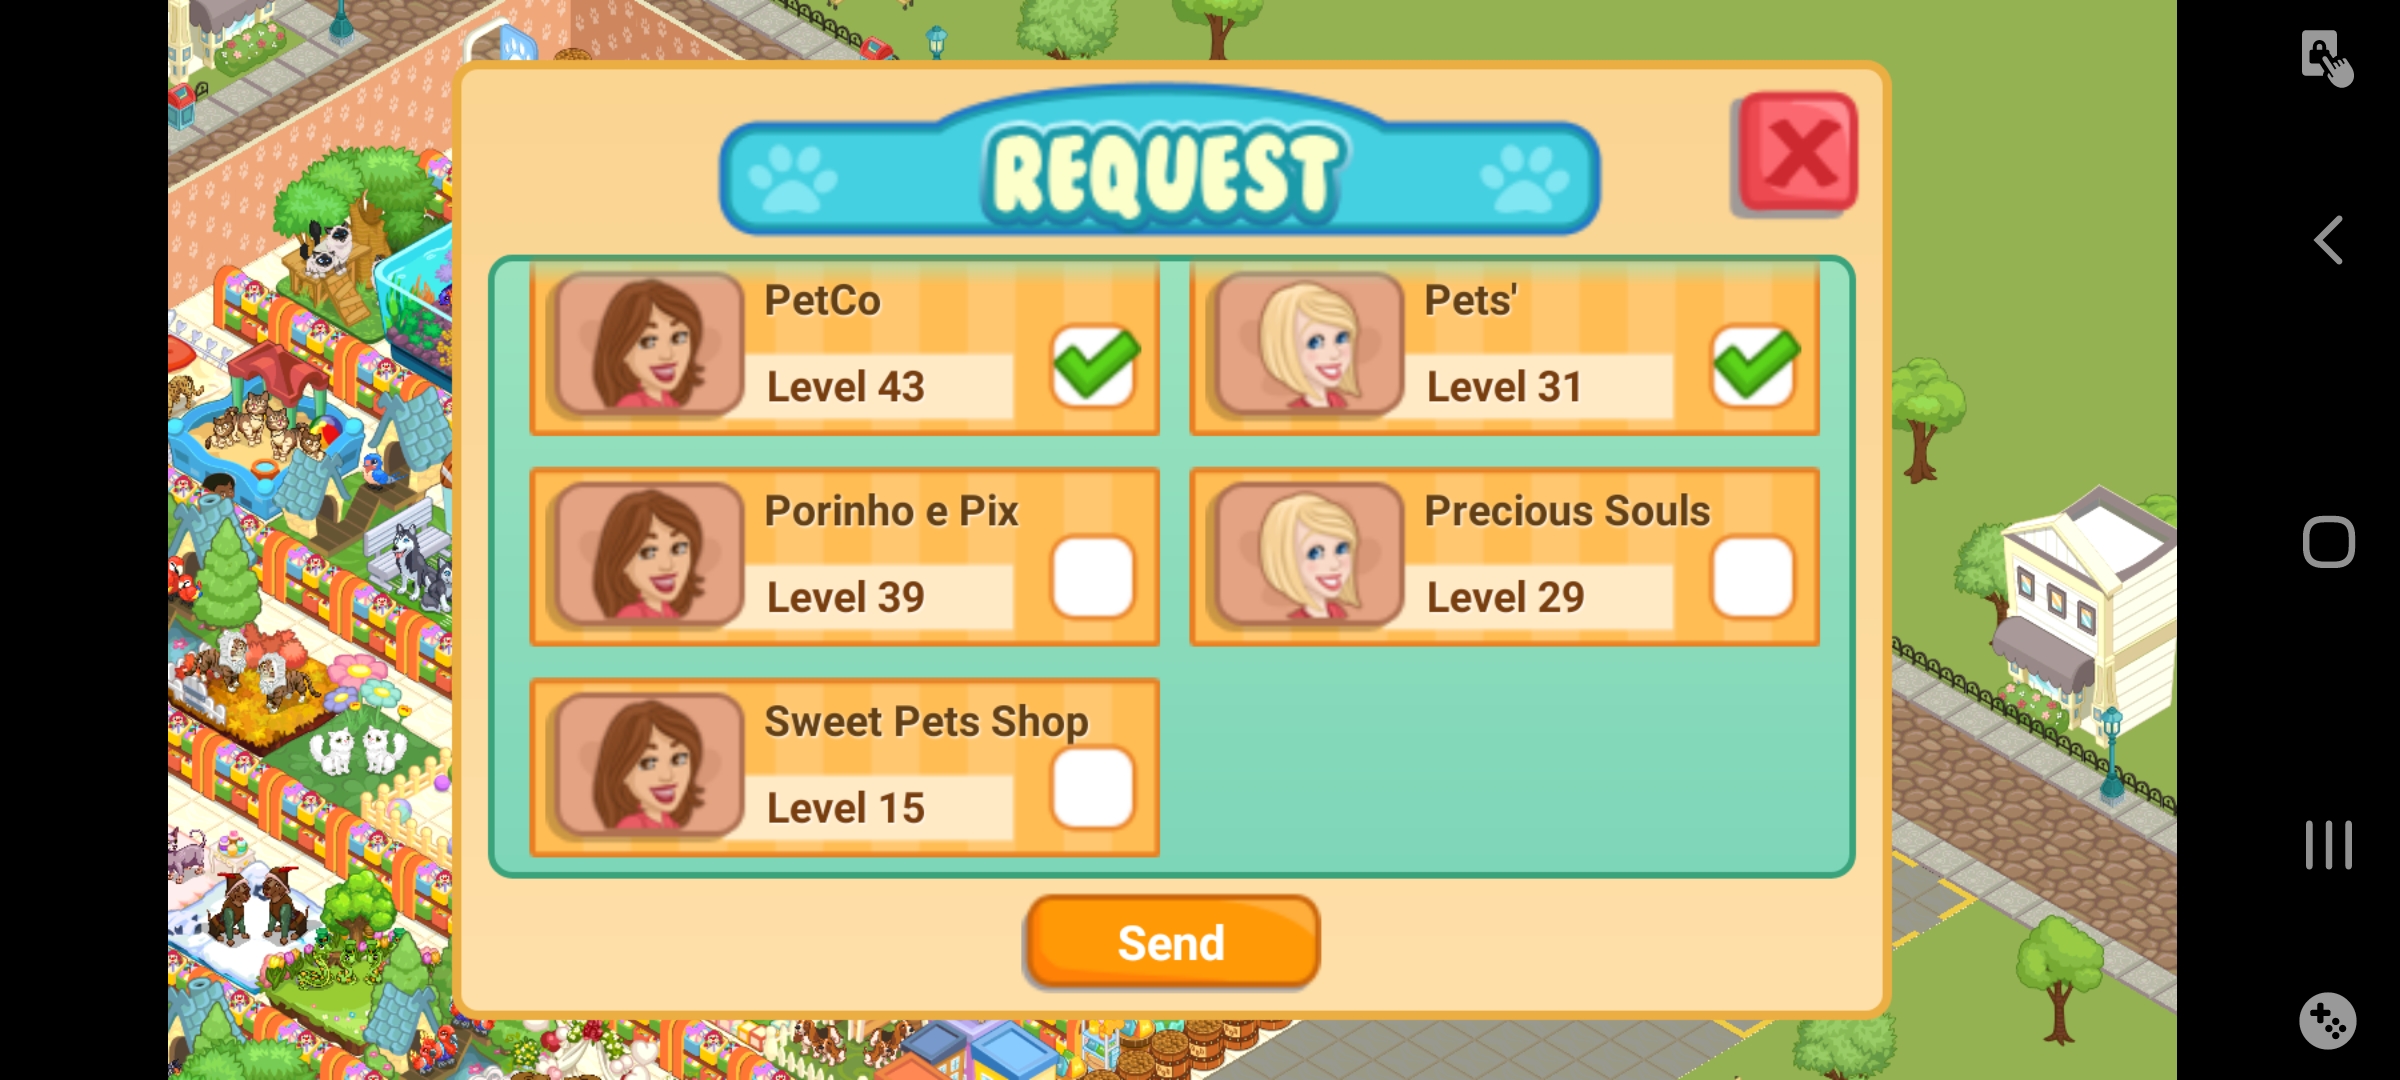 REQUEST
PetCo
Level 43
Pets'
Level 31
Porinho e Pix
Level 39
Precious Souls
Level 29
Sweet Pets Shop
Level 15
Send